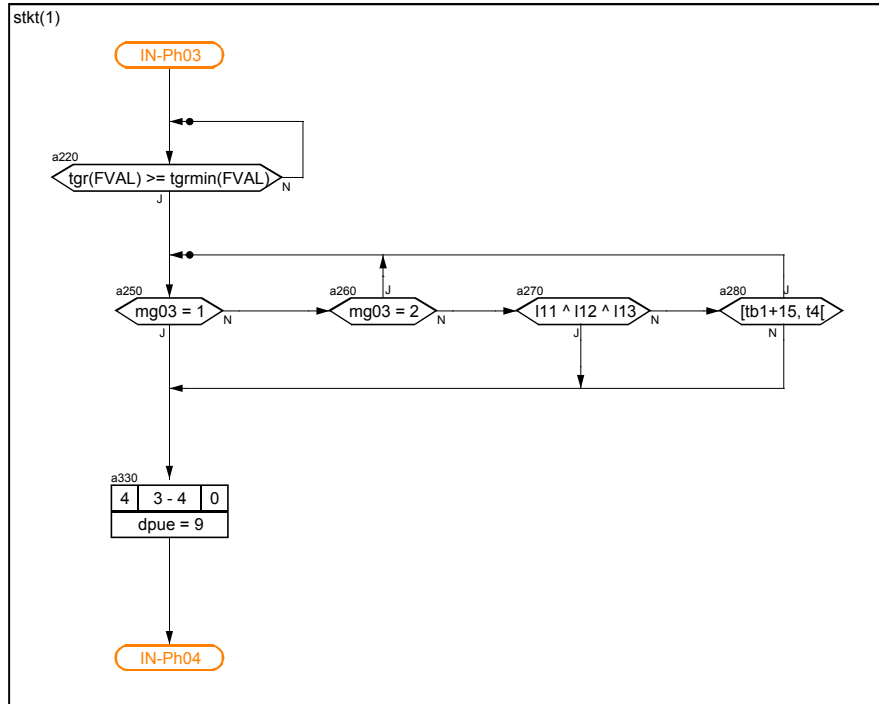 stkt(1)
IN-Ph03
a220
tgr(FVAL) >= tgrmin(FVAL)
N
J
a250
mg03 = 1
N
J
a260
mg03 = 2
J
N
a270
l11 ^ l12 ^ l13
N
J
a280
[tb1+15, t4[
J
N
a330
4 3 - 4 0
dpue = 9
IN-Ph04